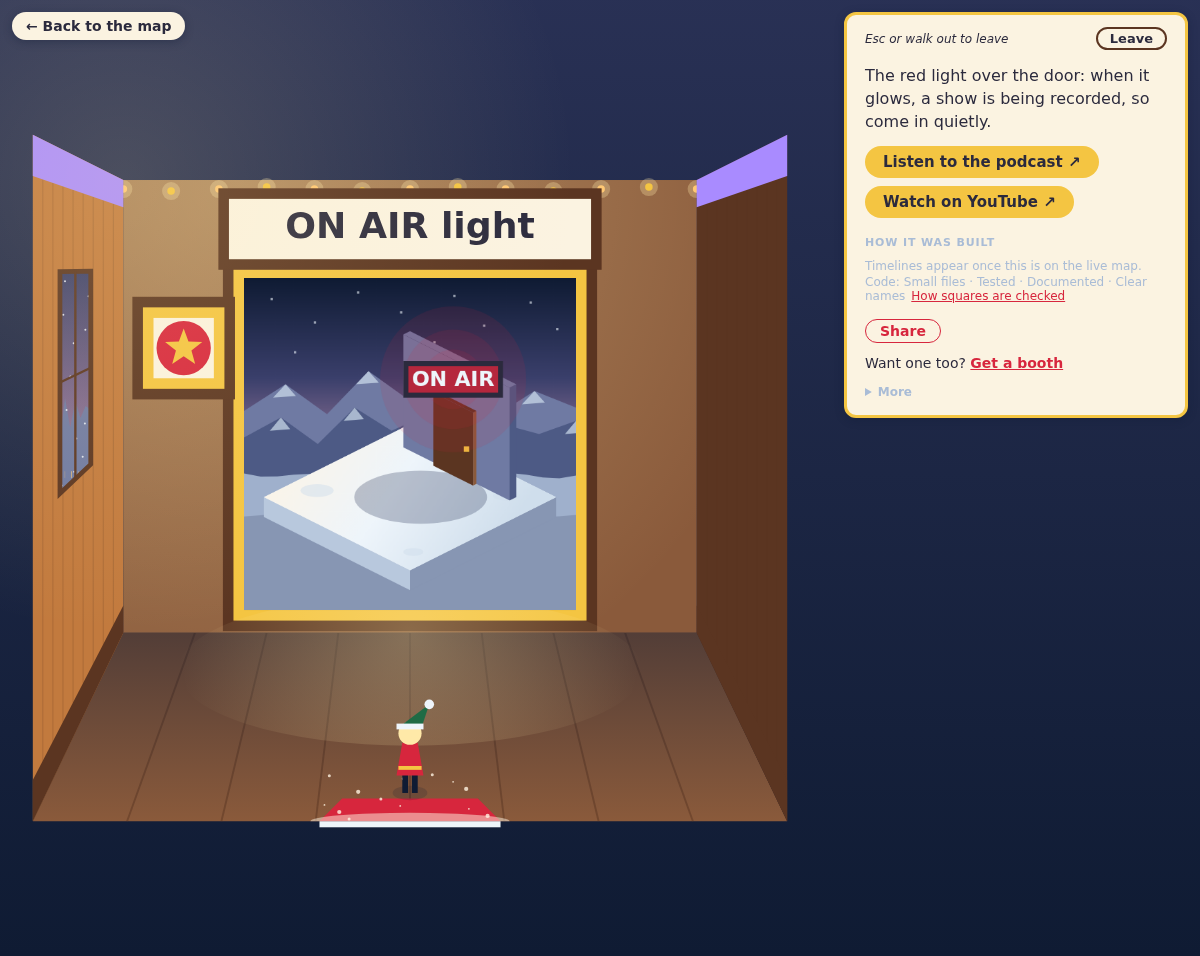 ← Back to the map
ON AIR light
ON AIR
Esc or walk out to leave
Leave
The red light over the door: when it
glows, a show is being recorded, so
come in quietly.
Listen to the podcast ↗
Watch on YouTube ↗
HOW IT WAS BUILT
Timelines appear once this is on the live map.
Code: Small files · Tested · Documented · Clear
names How squares are checked
Share
Want one too? Get a booth
More